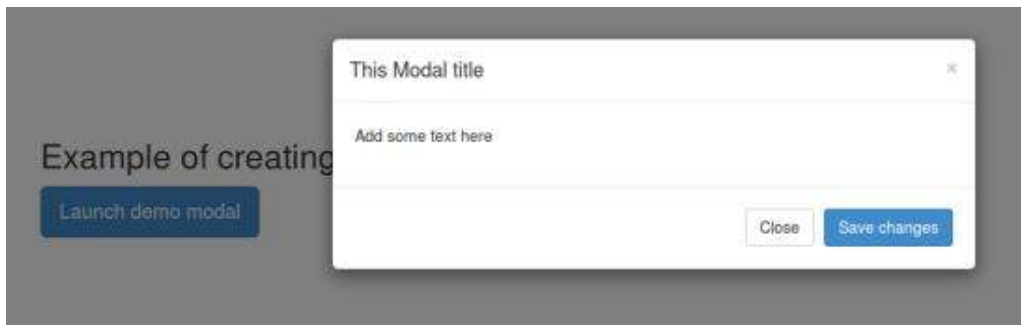 This Modal title ×
Add some text here
Example of creating
Launch demo modal
Close Save changes